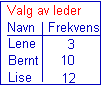 Valg av leder
Navn Frekvens
Lene 3
Bernt 10
Lise 12